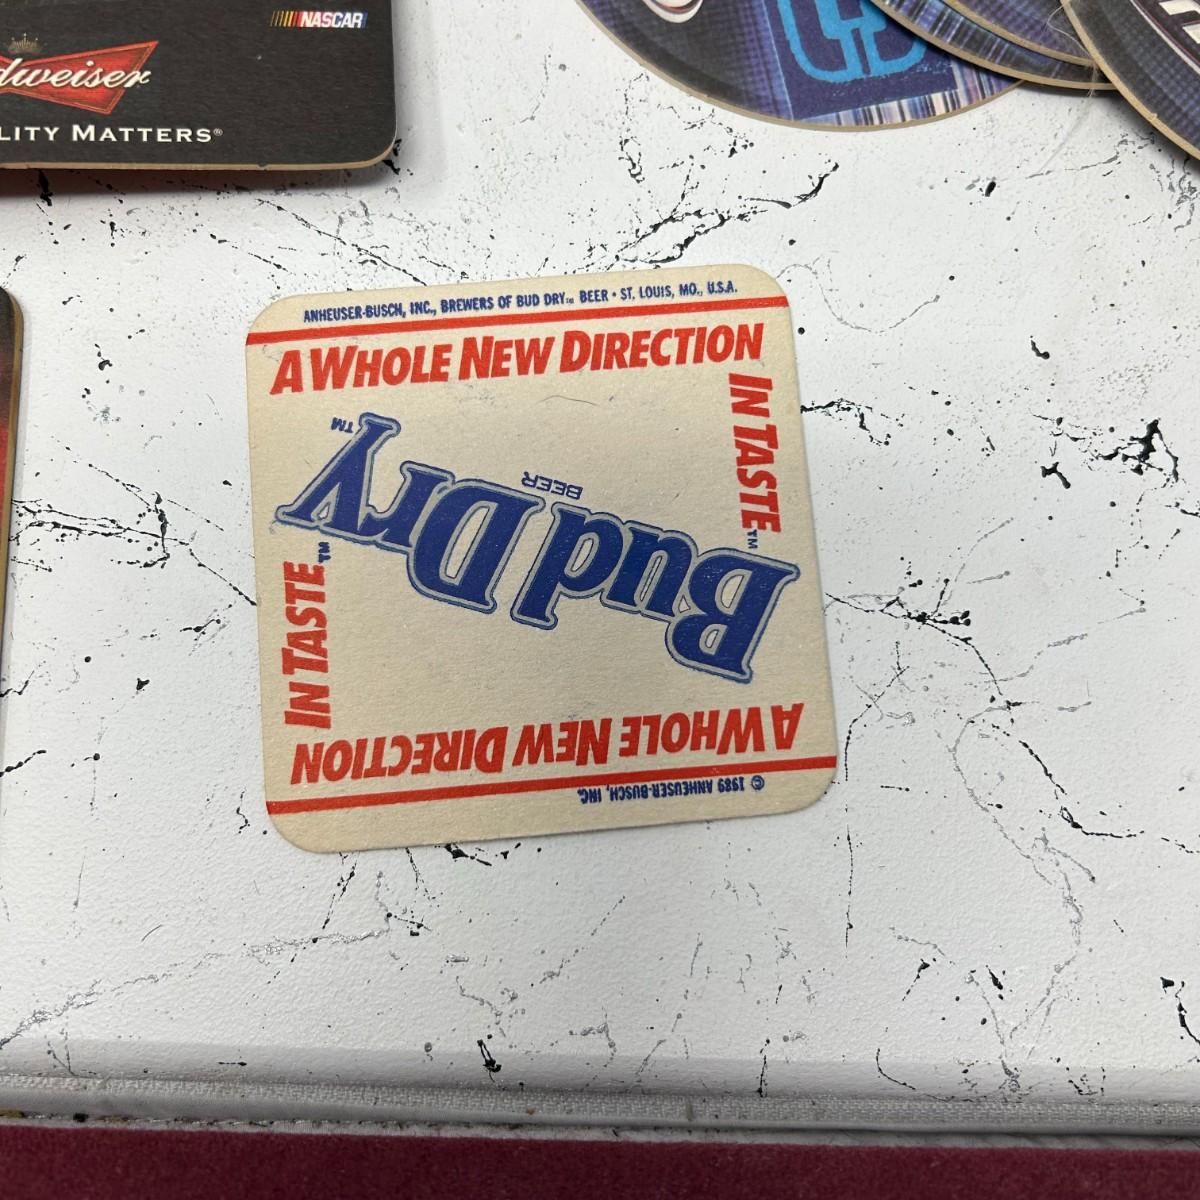 NASCAR
dweiser
LITY MATTERS®
ANHEUSER-BUSCH, INC., BREWERS OF BUD DRY™ BEER • ST. LOUIS, MO., U.S.A.
A WHOLE NEW DIRECTION
IN TASTE™
Bud Dry™
BEER
A WHOLE NEW DIRECTION
IN TASTE™
© 1989 ANHEUSER-BUSCH, INC.